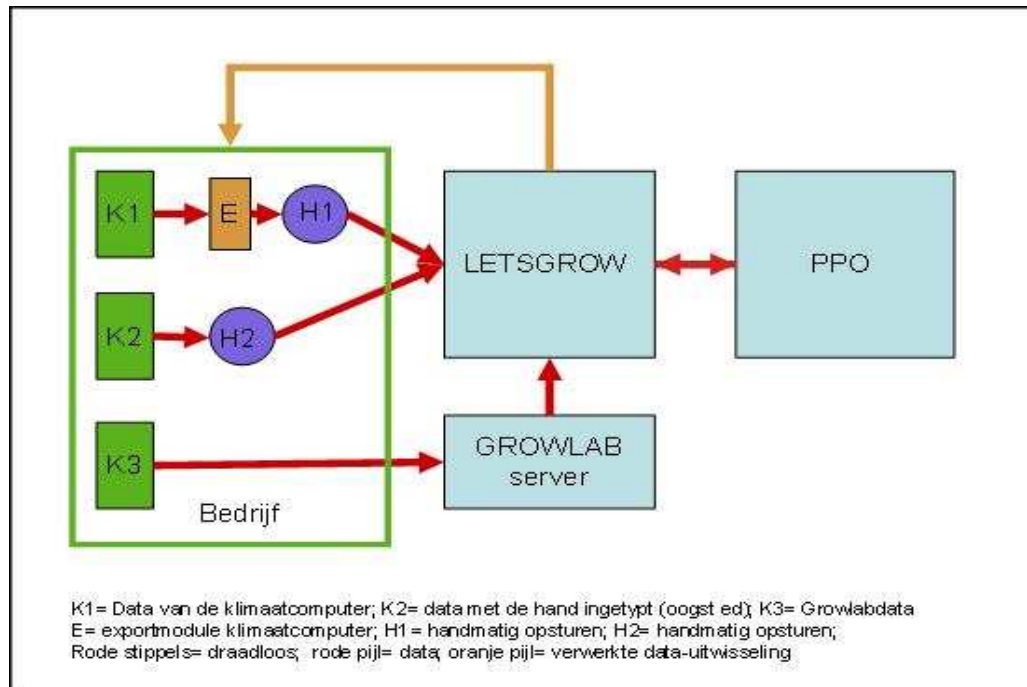 K1
E
H1
LETSGROW
PPO
K2
H2
K3
GROWLAB
server
Bedrijf
K1= Data van de klimaatcomputer; K2= data met de hand ingetypt (oogst ed); K3= Growlabdata
E= exportmodule klimaatcomputer; H1= handmatig opsturen; H2= handmatig opsturen;
Rode stippels= draadloos; rode pijl= data; oranje pijl= verwerkte data-uitwisseling